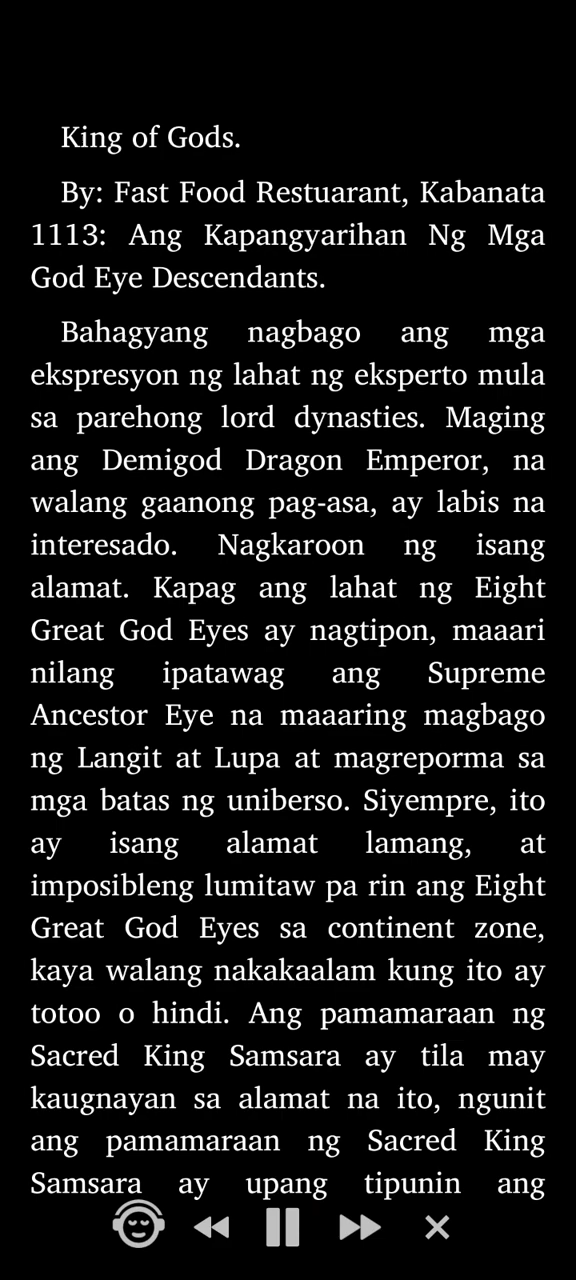 King of Gods.
By: Fast Food Restuarant, Kabanata
1113: Ang Kapangyarihan Ng Mga
God Eye Descendants.
Bahagyang nagbago ang mga
ekspresyon ng lahat ng eksperto mula
sa parehong lord dynasties. Maging
ang Demigod Dragon Emperor, na
walang gaanong pag-asa, ay labis na
interesado. Nagkaroon ng isang
alamat. Kapag ang lahat ng Eight
Great God Eyes ay nagtipon, maaari
nilang ipatawag ang Supreme
Ancestor Eye na maaaring magbago
ng Langit at Lupa at magreporma sa
mga batas ng uniberso. Siyempre, ito
ay isang alamat lamang, at
imposibleng lumitaw pa rin ang Eight
Great God Eyes sa continent zone,
kaya walang nakakaalam kung ito ay
totoo o hindi. Ang pamamaraan ng
Sacred King Samsara ay tila may
kaugnayan sa alamat na ito, ngunit
ang pamamaraan ng Sacred King
Samsara ay upang tipunin ang